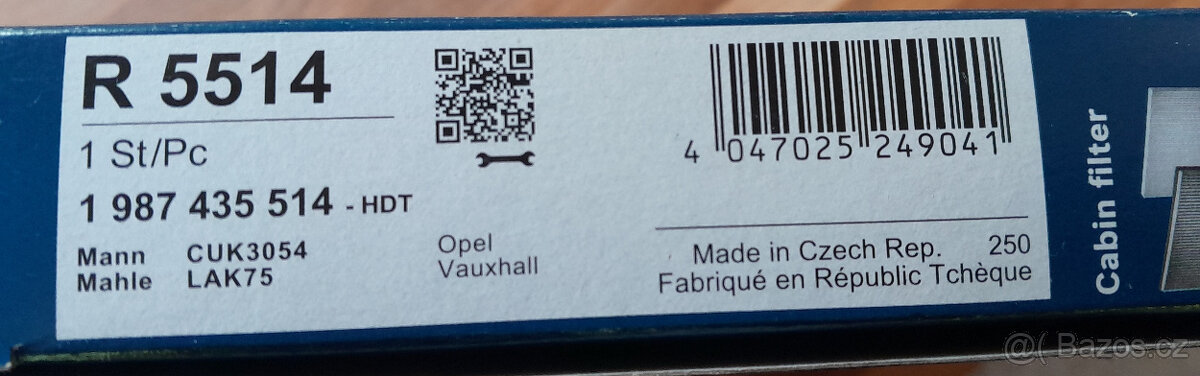 R 5514
1 St/Pc
1 987 435 514 - HDT
Mann CUK3054
Mahle LAK75
Opel
Vauxhall
4 047025 249041
Made in Czech Rep. 250
Fabriqué en Républic Tchèque
Cabin filter
@( Bazos.cz